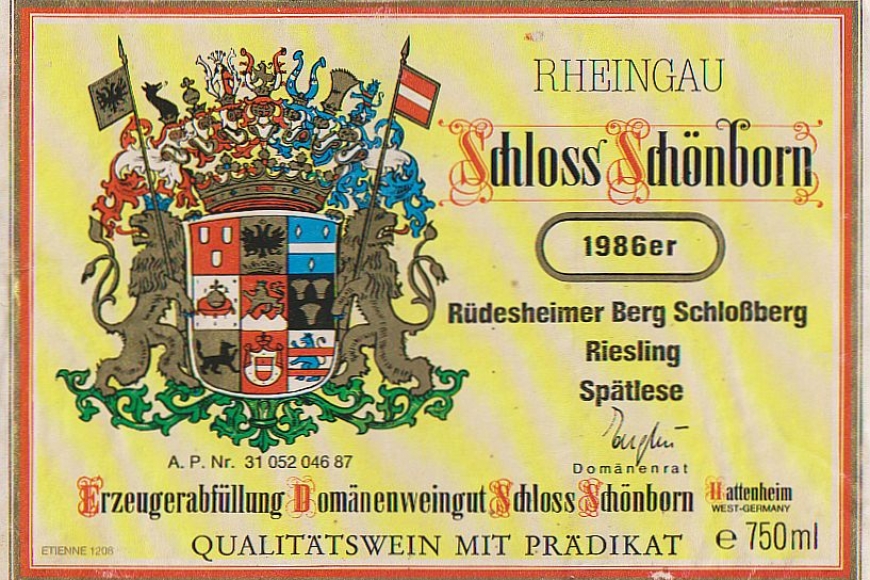 RHEINGAU
Schloss Schönborn
1986er
Rüdesheimer Berg Schloßberg
Riesling
Spätlese
Domänenrat
A. P. Nr. 31 052 046 87
Erzeugerabfüllung Domänenweingut Schloss Schönborn Hattenheim
WEST-GERMANY
ETIENNE 1208
QUALITÄTSWEIN MIT PRÄDIKAT e 750ml